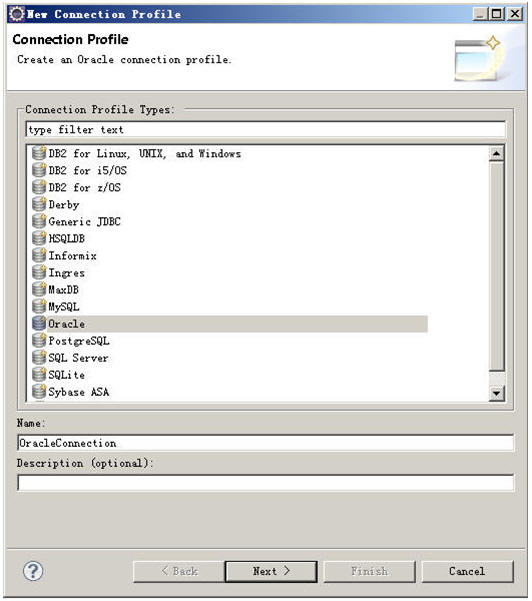 New Connection Profile
Connection Profile
Create an Oracle connection profile.
Connection Profile Types:
type filter text
DB2 for Linux, UNIX, and Windows
DB2 for i5/OS
DB2 for z/OS
Derby
Generic JDBC
HSQLDB
Informix
Ingres
MaxDB
MySQL
Oracle
PostgreSQL
SQL Server
SQLite
Sybase ASA
Name:
OracleConnection
Description (optional):
? < Back Next > Finish Cancel